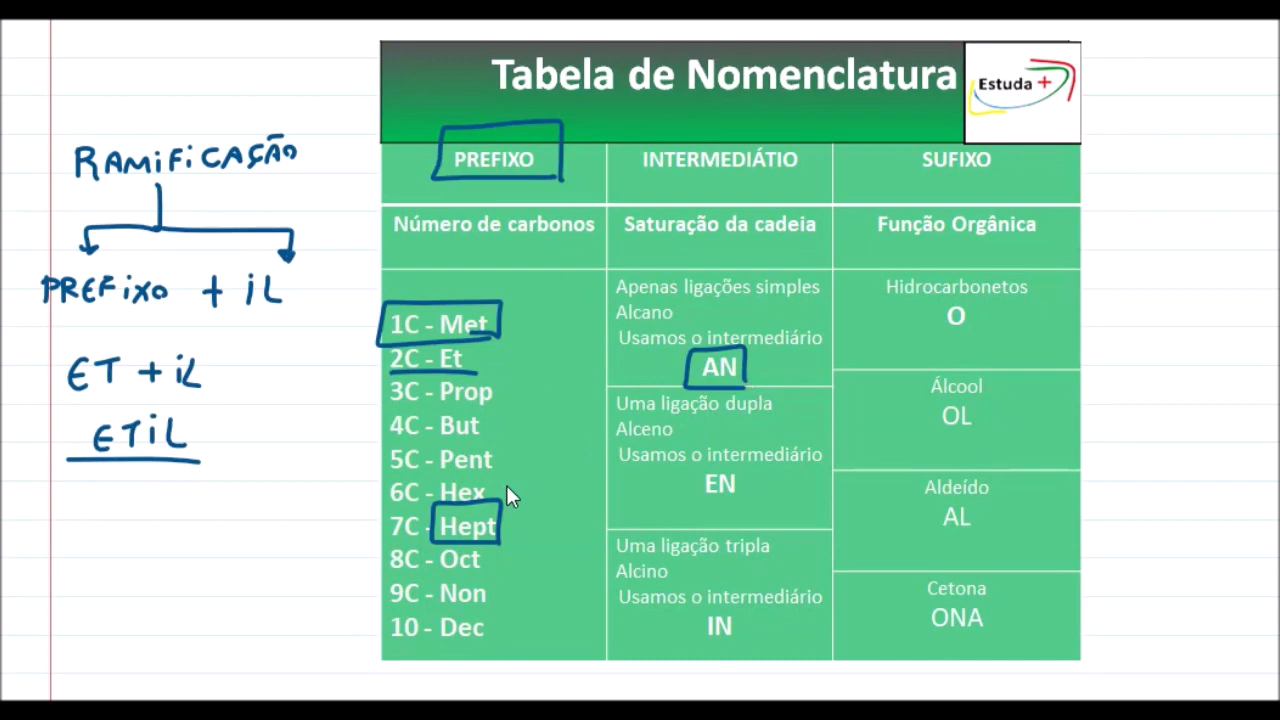 Tabela de Nomenclatura
Estuda +
RAMIFICAÇÃO
PREFIXO + IL
ET + IL
ETIL
PREFIXO
INTERMEDIÁTIO
SUFIXO
Número de carbonos
Saturação da cadeia
Função Orgânica
1C - Met
2C - Et
3C - Prop
4C - But
5C - Pent
6C - Hex
7C - Hept
8C - Oct
9C - Non
10 - Dec
Apenas ligações simples
Alcano
Usamos o intermediário
AN
Uma ligação dupla
Alceno
Usamos o intermediário
EN
Uma ligação tripla
Alcino
Usamos o intermediário
IN
Hidrocarbonetos
O
Álcool
OL
Aldeído
AL
Cetona
ONA